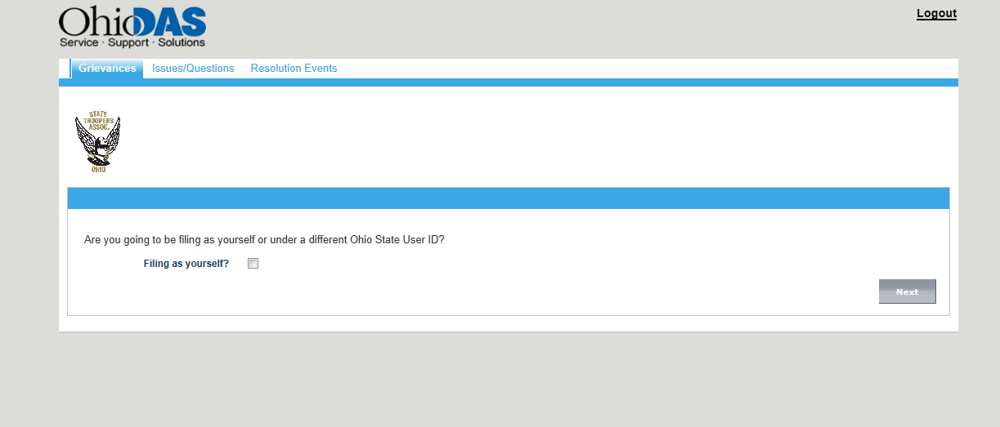 OhioDAS
Service · Support · Solutions
Logout
Grievances Issues/Questions Resolution Events
STATE
TROOPERS
ASSOC.
OHIO
Are you going to be filing as yourself or under a different Ohio State User ID?
Filing as yourself?
Next